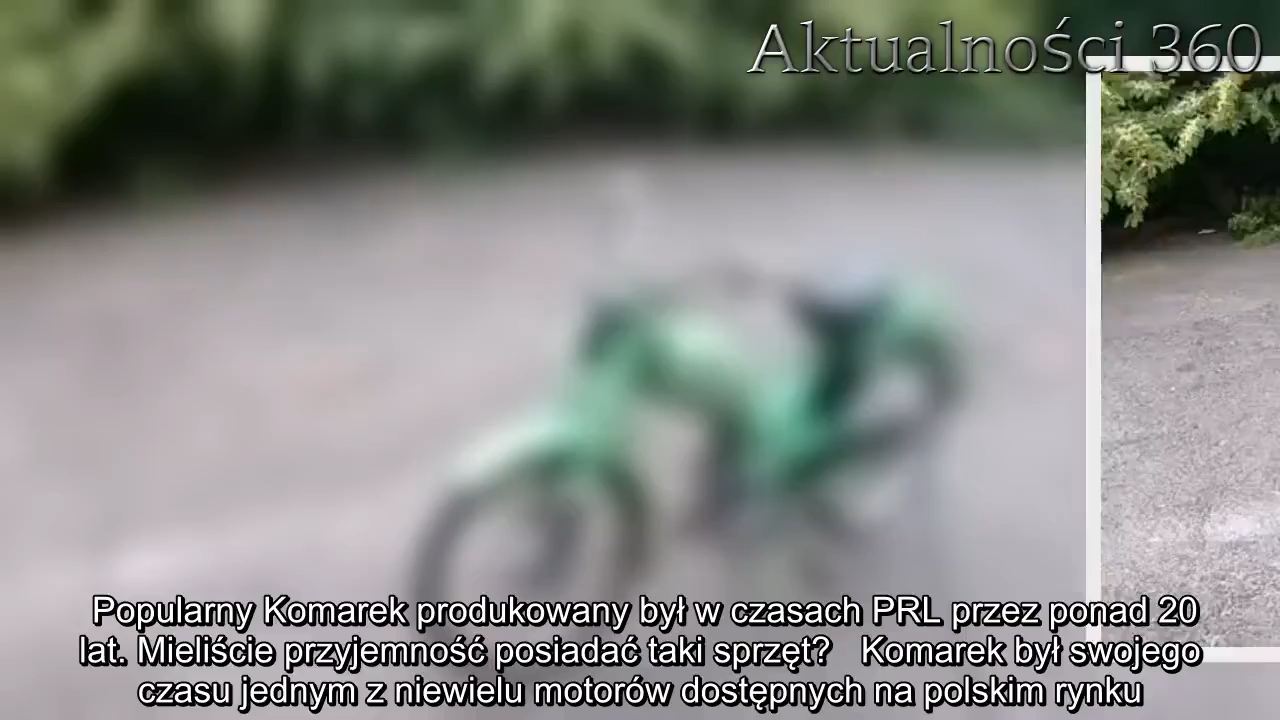 Aktualności 360
Popularny Komarek produkowany był w czasach PRL przez ponad 20
lat. Mieliście przyjemność posiadać taki sprzęt? Komarek był swojego
czasu jednym z niewielu motorów dostępnych na polskim rynku